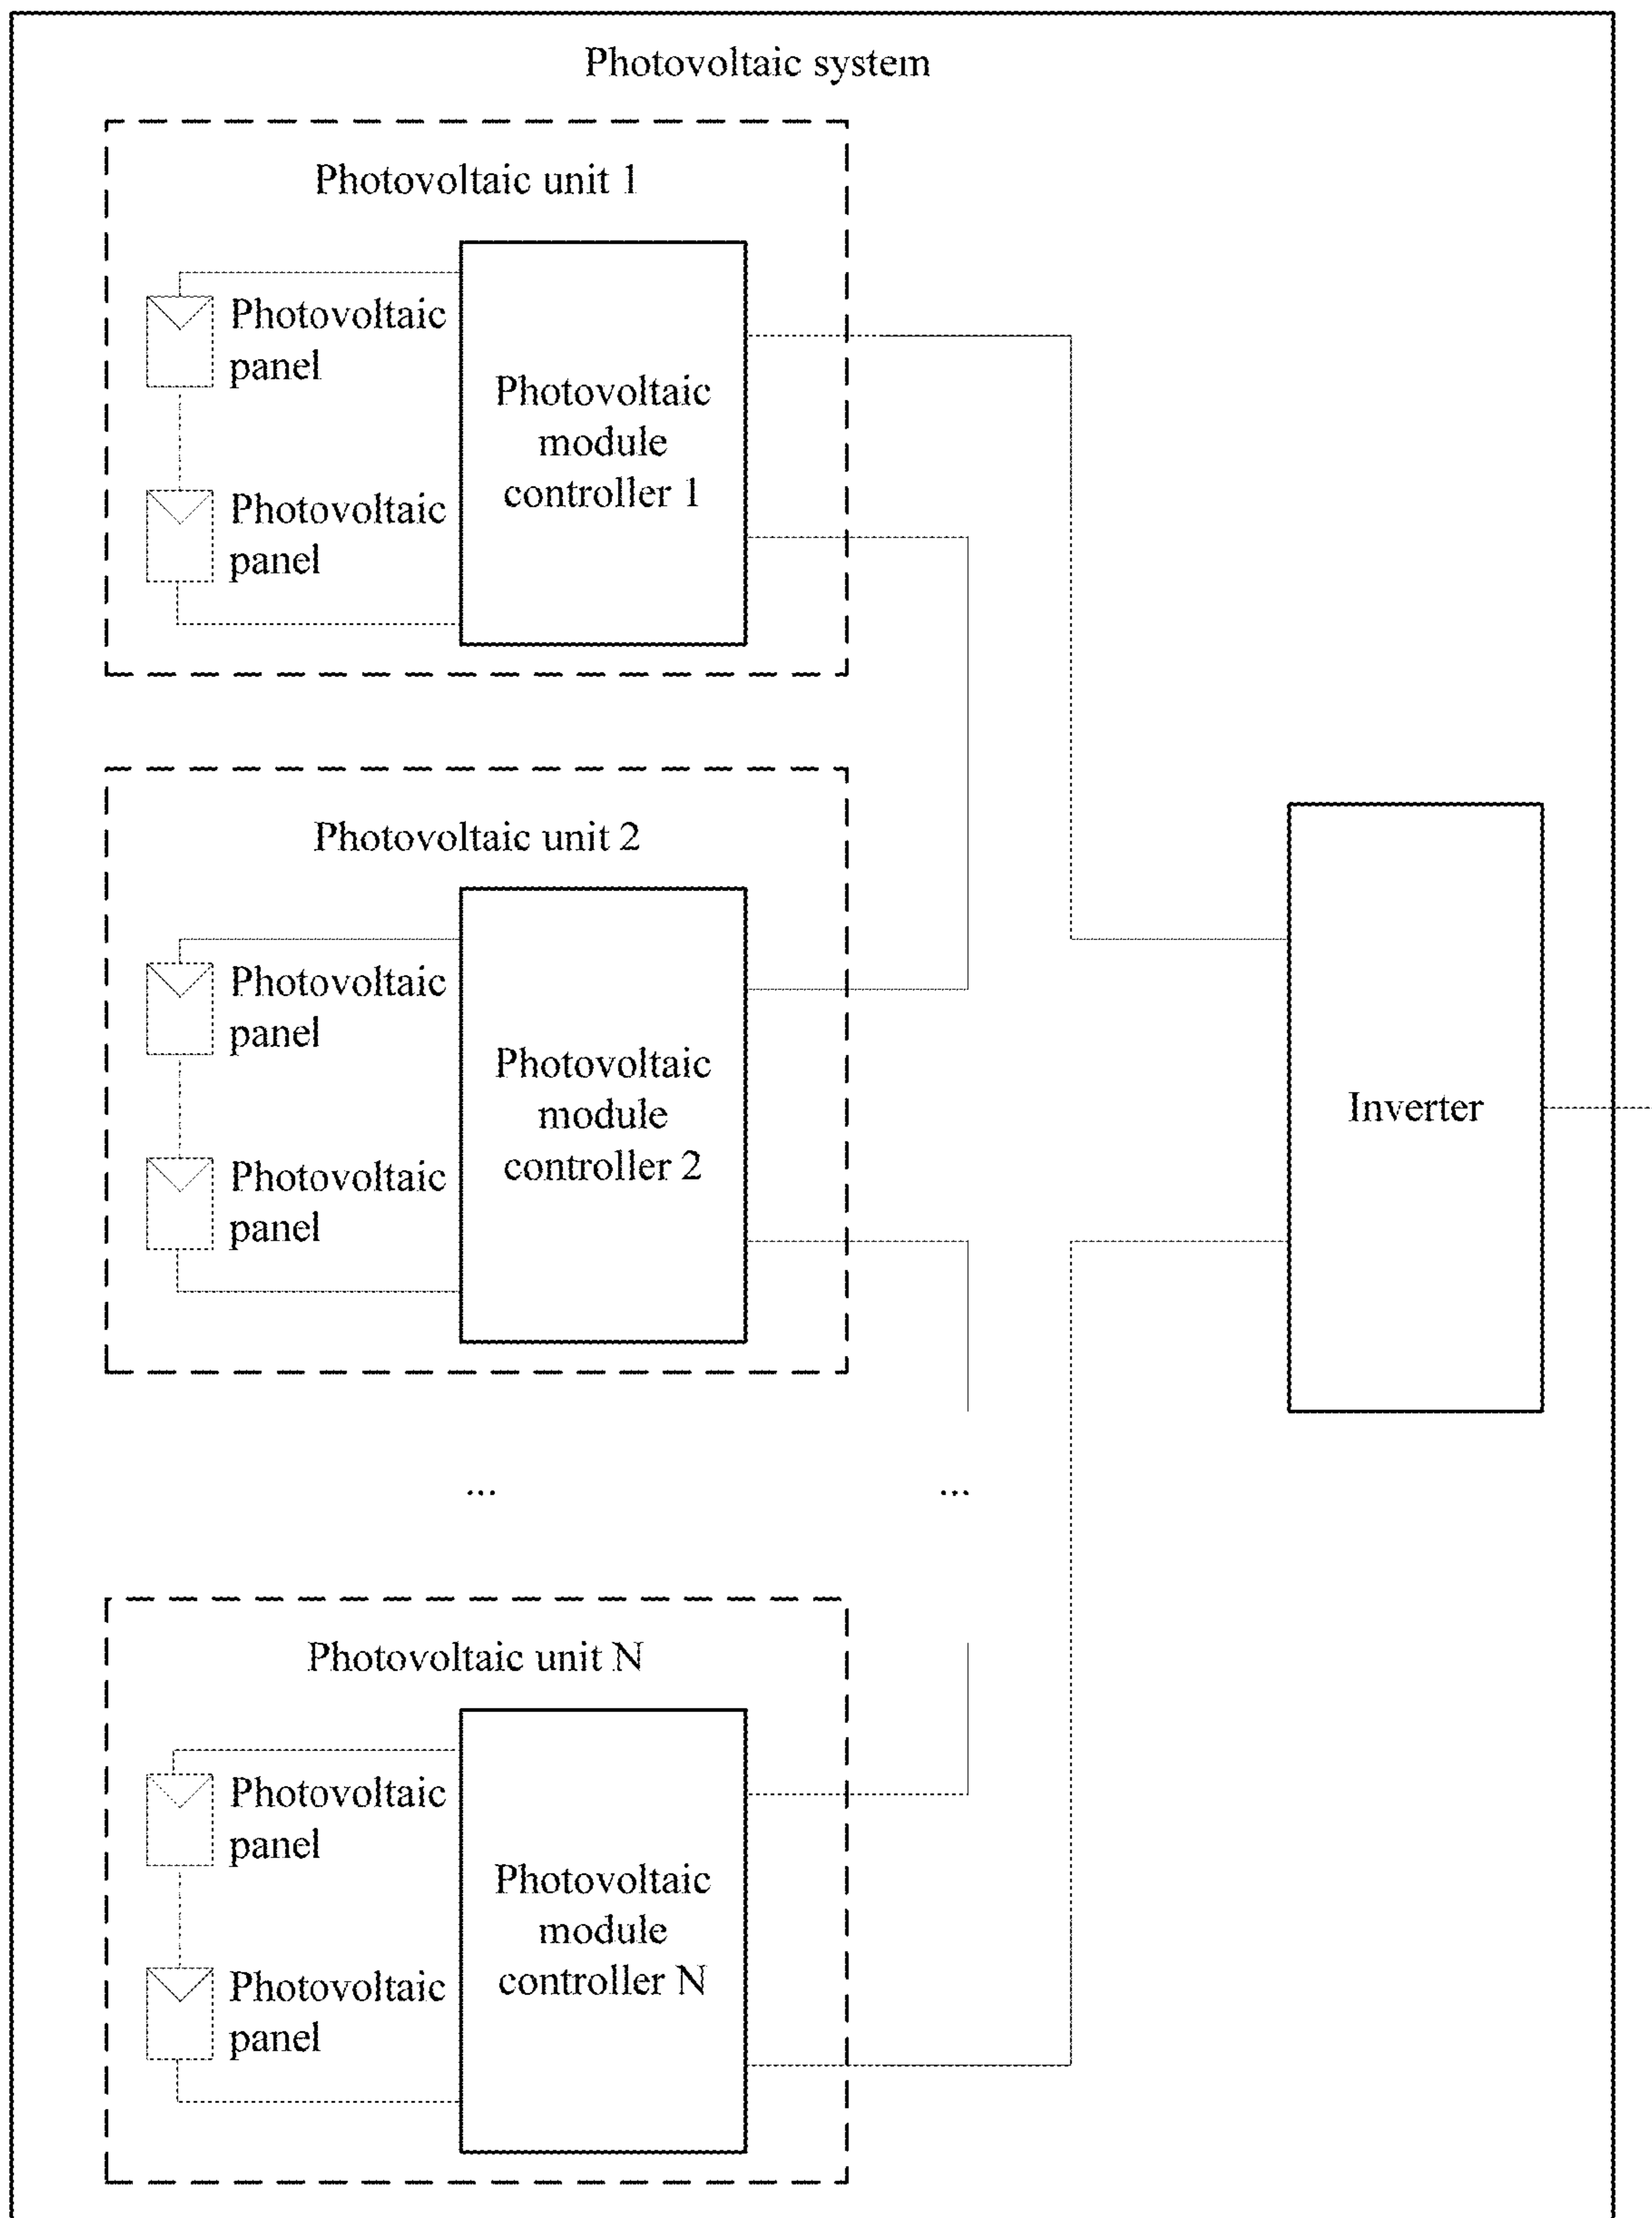 Photovoltaic system
Photovoltaic unit 1
Photovoltaic
panel
Photovoltaic
panel
Photovoltaic
module
controller 1
Photovoltaic unit 2
Photovoltaic
panel
Photovoltaic
panel
Photovoltaic
module
controller 2
Inverter
... ...
Photovoltaic unit N
Photovoltaic
panel
Photovoltaic
panel
Photovoltaic
module
controller N